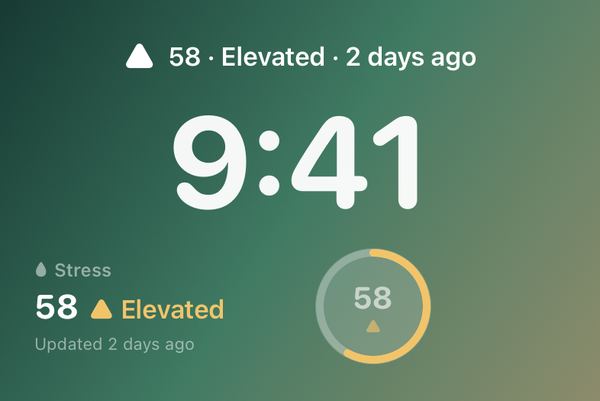 58 · Elevated · 2 days ago
9:41
Stress
58 Elevated
Updated 2 days ago
58